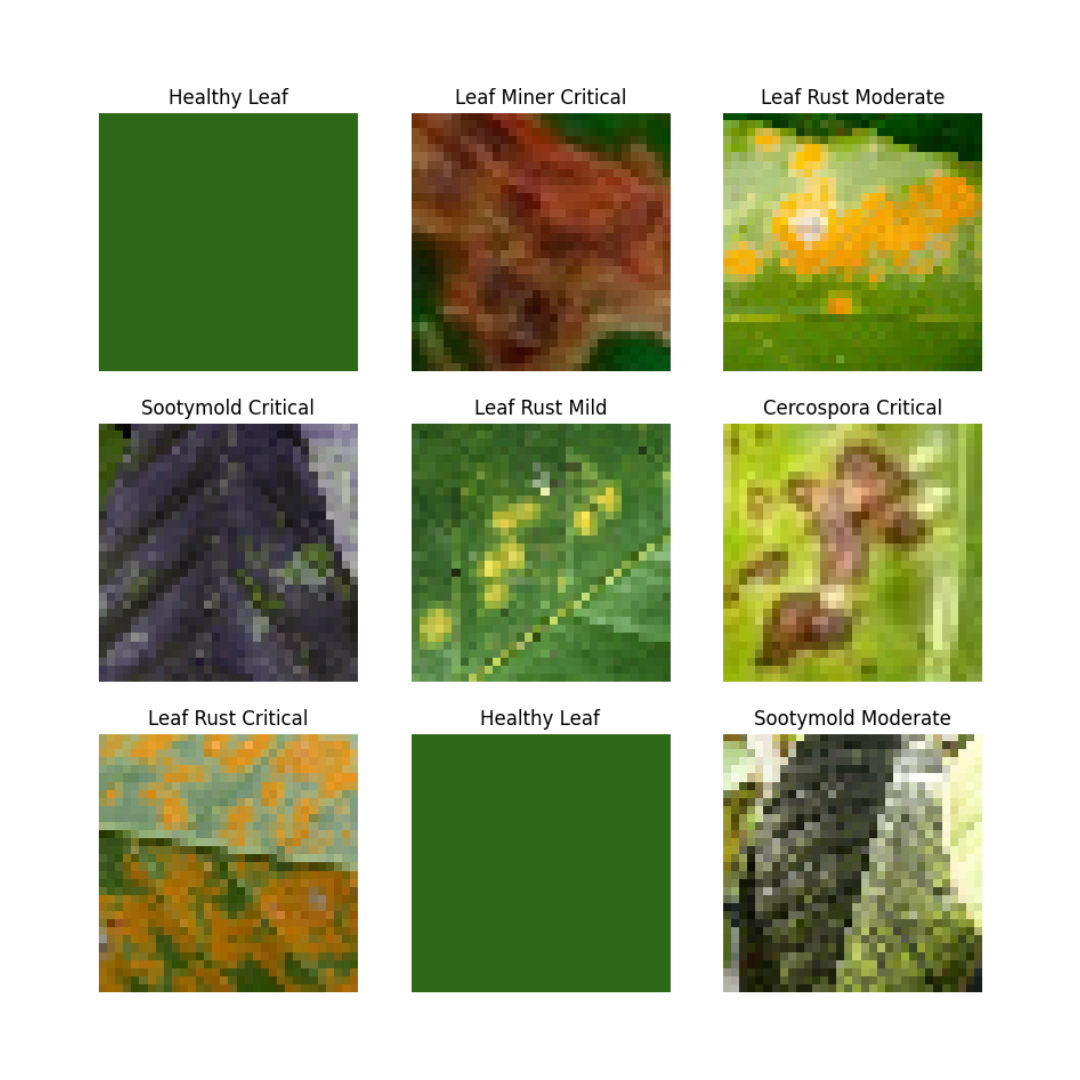 Healthy Leaf
Leaf Miner Critical
Leaf Rust Moderate
Sootymold Critical
Leaf Rust Mild
Cercospora Critical
Leaf Rust Critical
Healthy Leaf
Sootymold Moderate